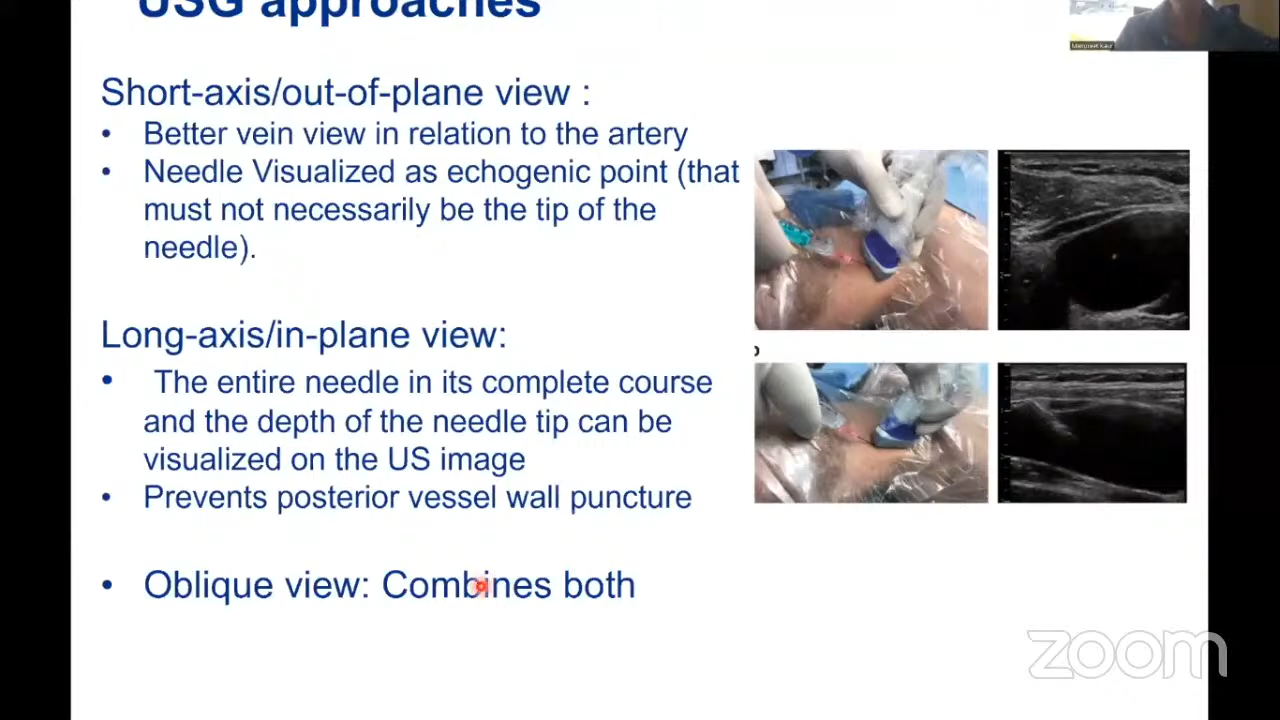 USG approaches
Manpreet Kaur
Short-axis/out-of-plane view :
• Better vein view in relation to the artery
• Needle Visualized as echogenic point (that
must not necessarily be the tip of the
needle).
Long-axis/in-plane view:
• The entire needle in its complete course
and the depth of the needle tip can be
visualized on the US image
• Prevents posterior vessel wall puncture
• Oblique view: Combines both
zoom